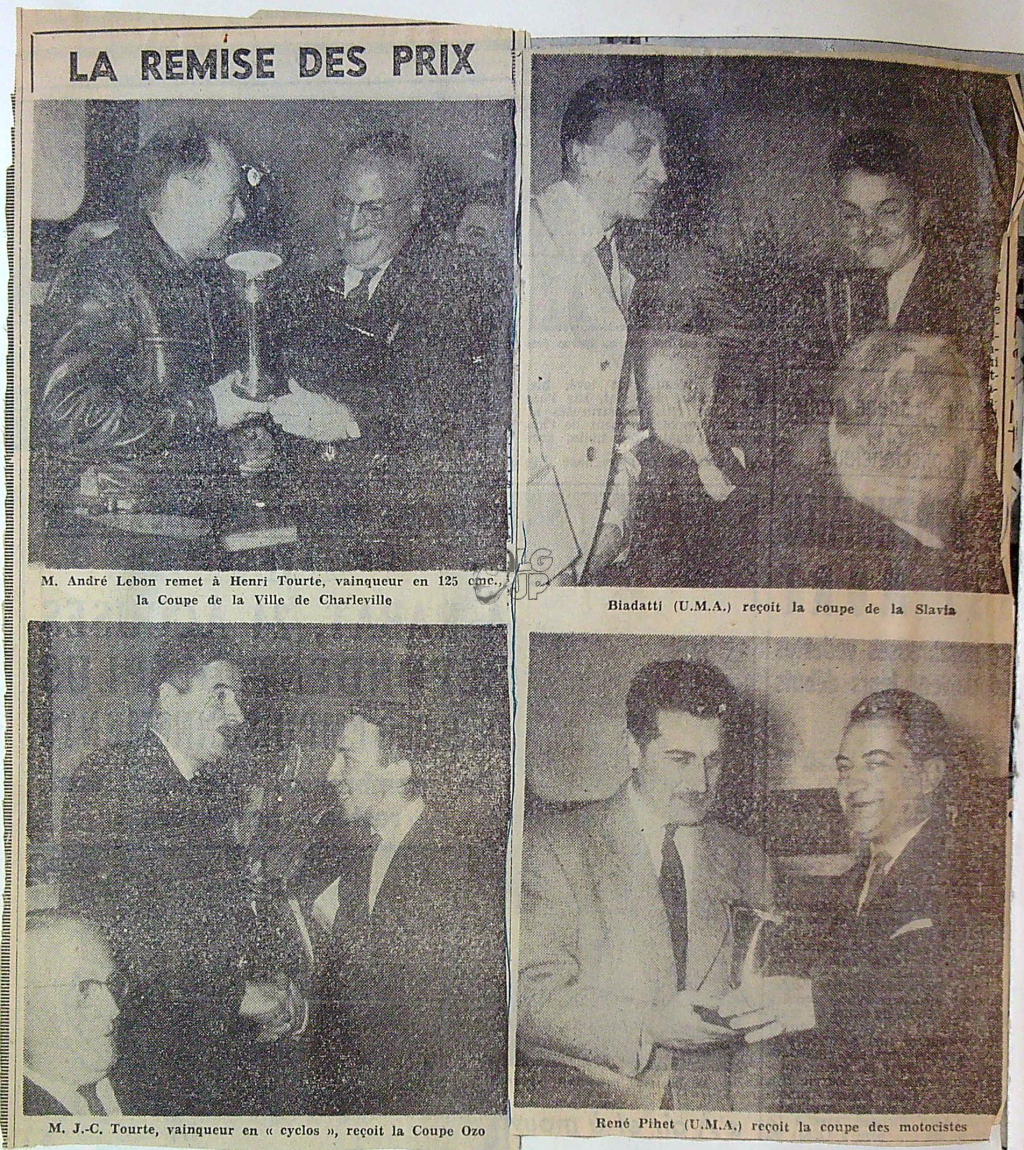 LA REMISE DES PRIX
M. André Lebon remet à Henri Tourte, vainqueur en 125 cmc.,
la Coupe de la Ville de Charleville
Biadatti (U.M.A.) reçoit la coupe de la Slavia
M. J.-C. Tourte, vainqueur en « cyclos », reçoit la Coupe Ozo
René Pihet (U.M.A.) reçoit la coupe des motocistes
LG
JP